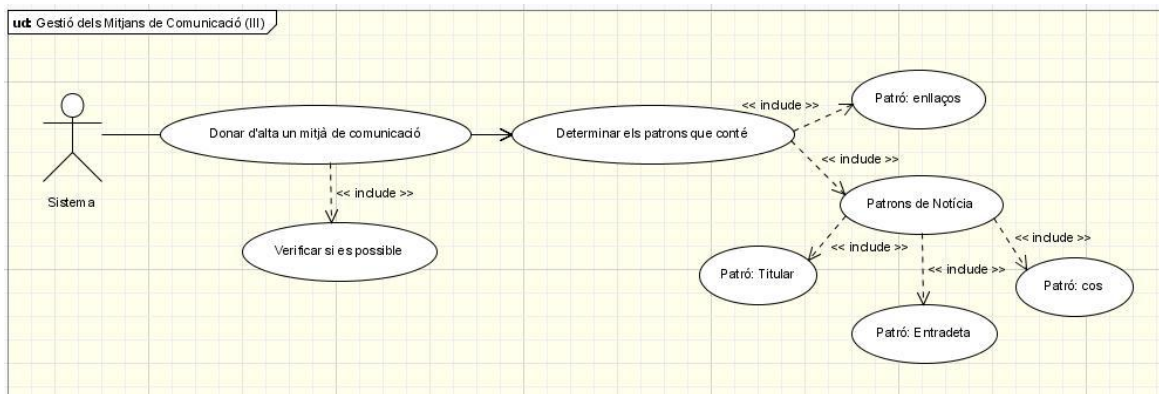 ud: Gestió dels Mitjans de Comunicació (III)
Sistema
Donar d'alta un mitjà de comunicació
<< include >>
Verificar si es possible
Determinar els patrons que conté
<< include >>
Patró: enllaços
<< include >>
Patrons de Notícia
<< include >>
Patró: Titular
<< include >>
Patró: Entradeta
<< include >>
Patró: cos